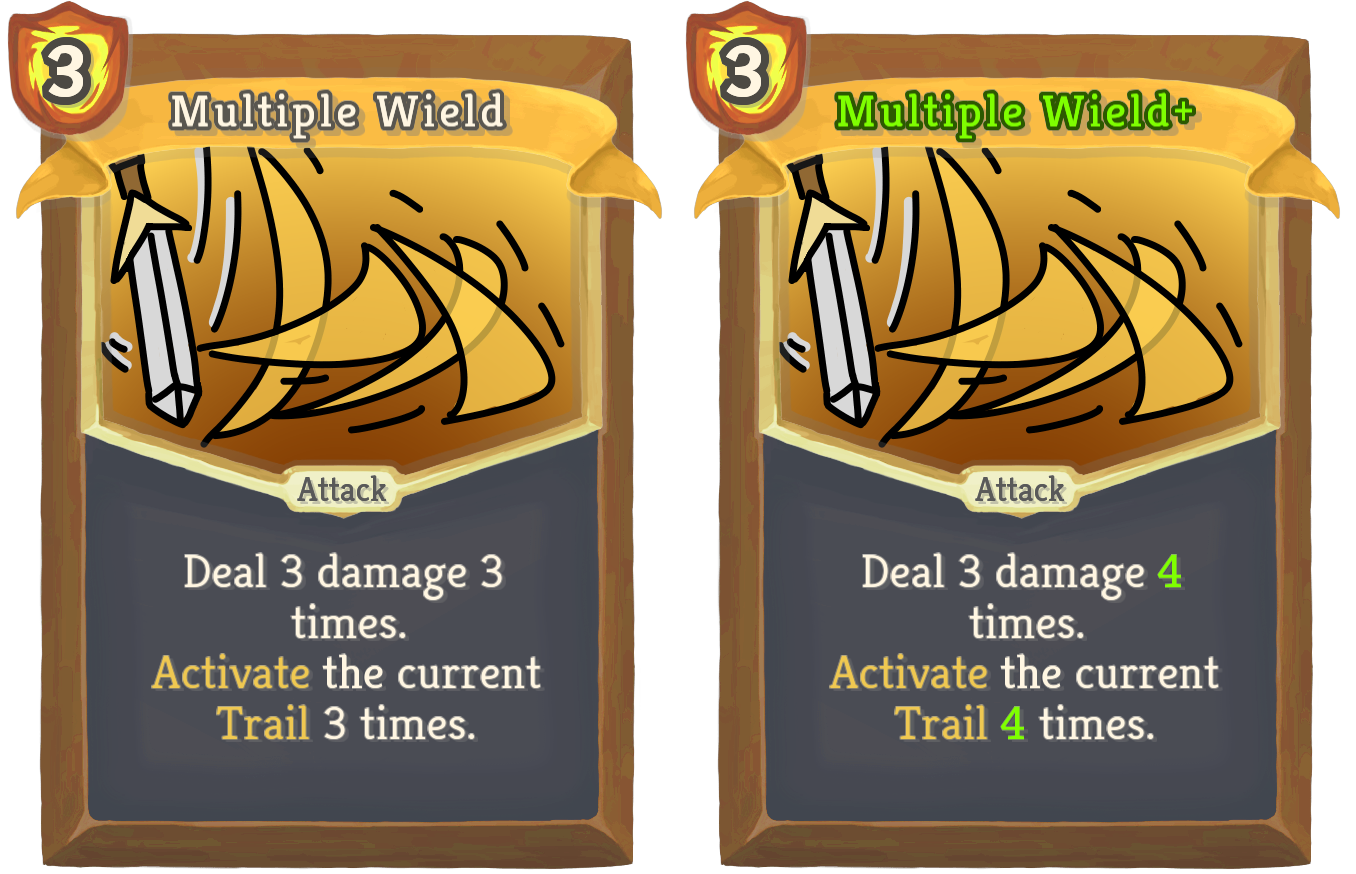 3
Multiple Wield
Attack
Deal 3 damage 3
times.
Activate the current
Trail 3 times.
3
Multiple Wield+
Attack
Deal 3 damage 4
times.
Activate the current
Trail 4 times.